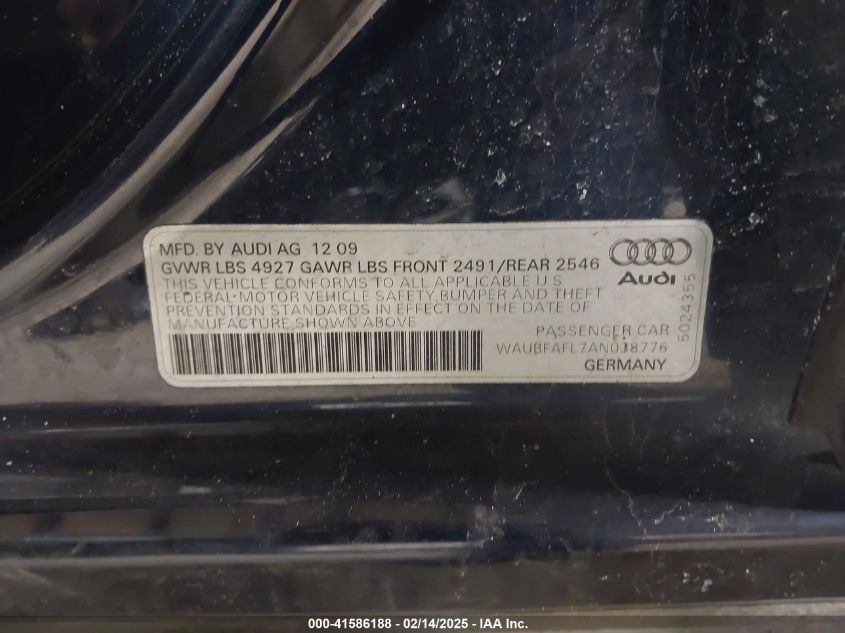 MFD. BY AUDI AG 12 09
GVWR LBS 4927 GAWR LBS FRONT 2491/REAR 2546
THIS VEHICLE CONFORMS TO ALL APPLICABLE U S
FEDERAL MOTOR VEHICLE SAFETY, BUMPER AND THEFT
PREVENTION STANDARDS IN EFFECT ON THE DATE OF
MANUFACTURE SHOWN ABOVE
PASSENGER CAR
WAUBFAFL7AN038776
GERMANY
Audi
5024355
000-41586188 - 02/14/2025 - IAA Inc.